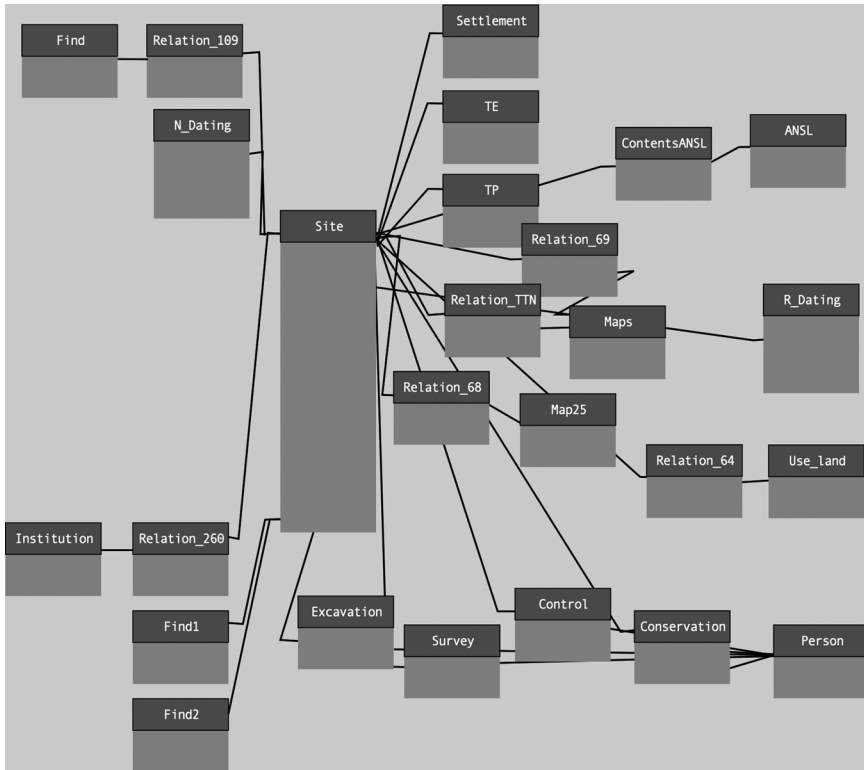 Settlement
Find
Relation_109
TE
N_Dating
ANSL
ContentsANSL
TP
Site
Relation_69
Relation_TTN
R_Dating
Maps
Relation_68
Map25
Relation_64
Use_land
Institution
Relation_260
Excavation
Control
Find1
Survey
Conservation
Person
Find2